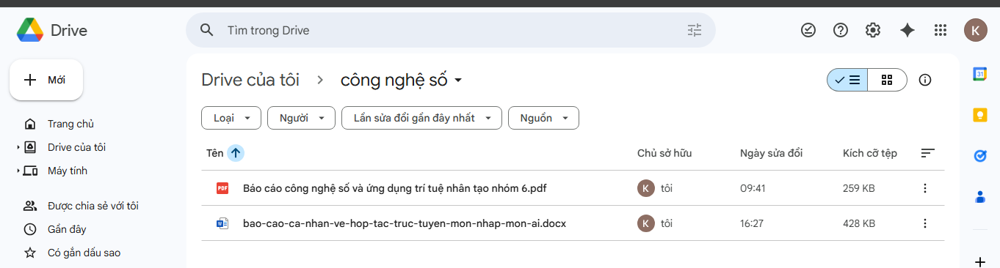 Drive
Tìm trong Drive
K
Mới
Drive của tôi > công nghệ số
31
Loại
Người
Lần sửa đổi gần đây nhất
Nguồn
Trang chủ
Drive của tôi
Máy tính
Được chia sẻ với tôi
Gần đây
Có gắn dấu sao
Tên
Chủ sở hữu
Ngày sửa đổi
Kích cỡ tệp
PDF Báo cáo công nghệ số và ứng dụng trí tuệ nhân tạo nhóm 6.pdf K tôi 09:41 259 KB
W bao-cao-ca-nhan-ve-hop-tac-truc-tuyen-mon-nhap-mon-ai.docx K tôi 16:27 428 KB